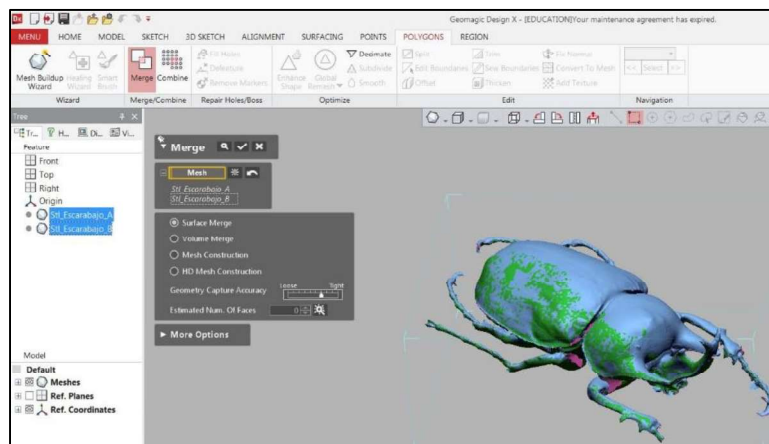 Geomagic Design X - [EDUCATION]Your maintenance agreement has expired.
MENU HOME MODEL SKETCH 3D SKETCH ALIGNMENT SURFACING POINTS POLYGONS REGION
Mesh Buildup Wizard Healing Wizard Smart Brush
Merge Combine
Fill Holes
Defeature
Remove Markers
Enhance Shape Global Remesh
Decimate
Subdivide
Smooth
Split Trim Fix Normal
Edit Boundaries Sew Boundaries Convert To Mesh
Offset Thicken Add Texture
<< Select >>
Wizard Merge/Combine Repair Holes/Boss Optimize Edit Navigation
Tree
Tr... H... Di... Vi...
Feature
Front
Top
Right
Origin
Stl_Escarabajo_A
Stl_Escarabajo_B
Merge
Mesh
Stl_Escarabajo_A
Stl_Escarabajo_B
Surface Merge
Volume Merge
Mesh Construction
HD Mesh Construction
Loose Tight
Geometry Capture Accuracy
Estimated Num. Of Faces 0
More Options
Model
Default
Meshes
Ref. Planes
Ref. Coordinates